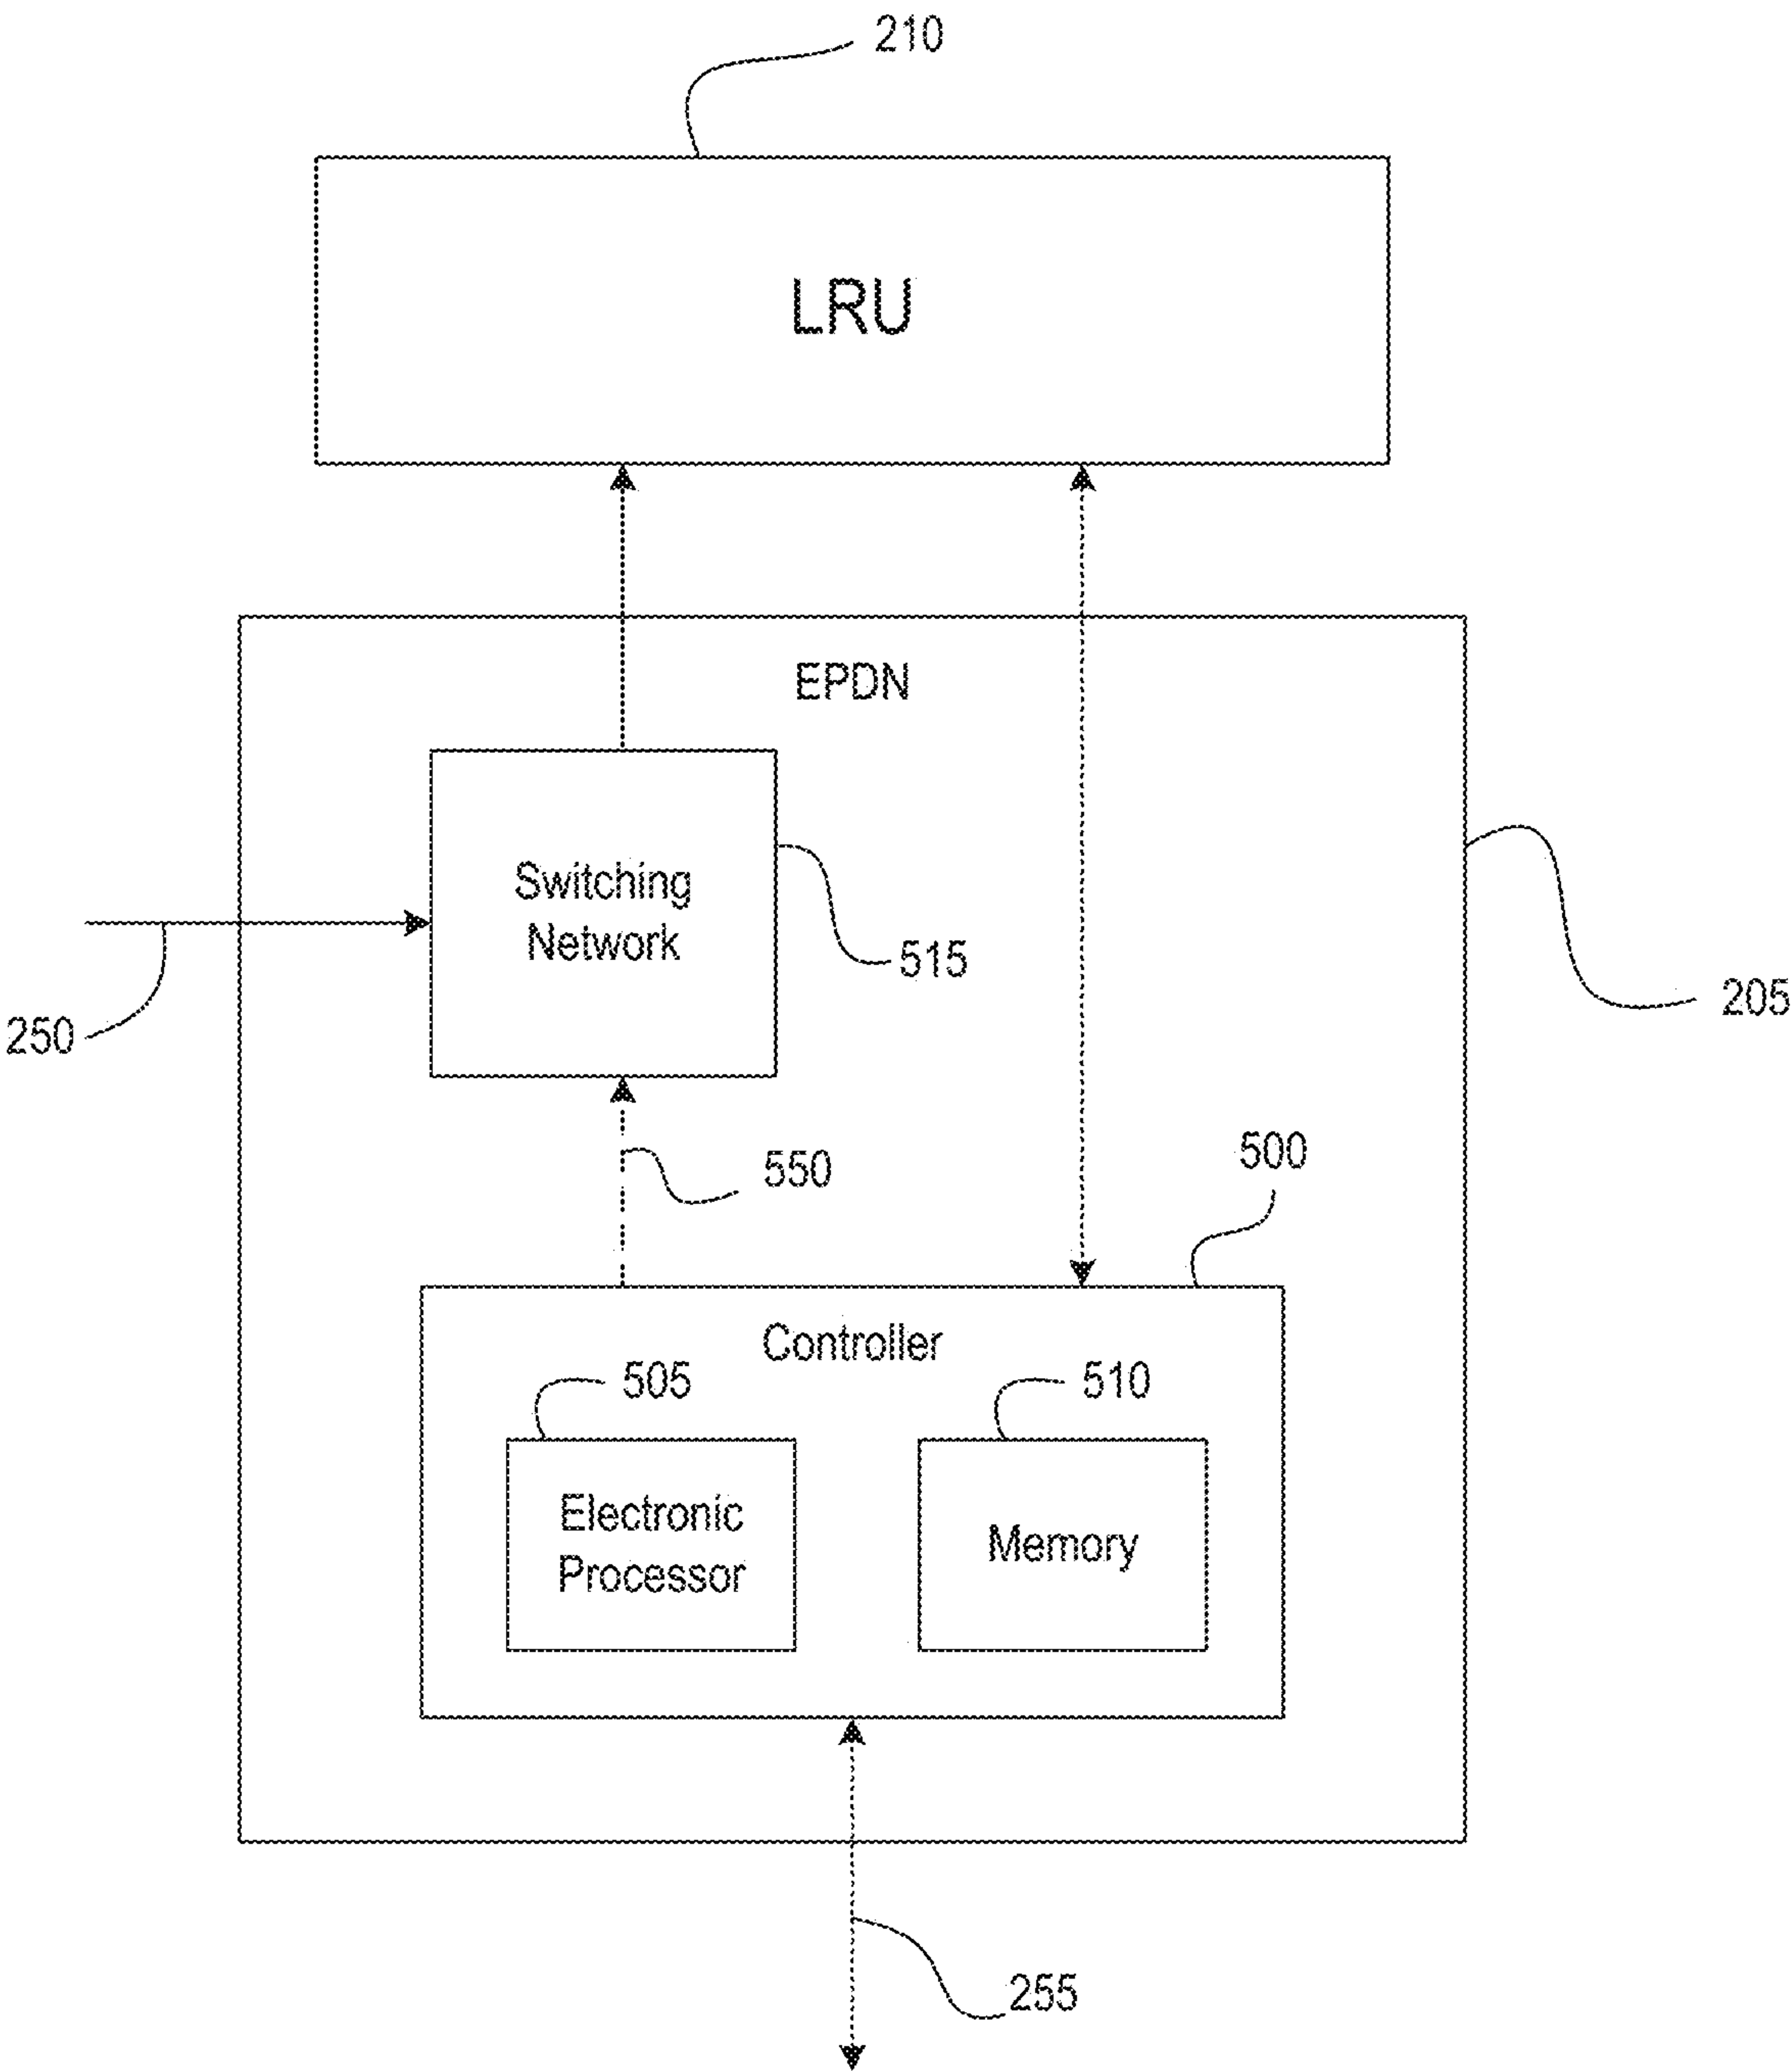 210
LRU
EPDN
Switching
Network
515
250
205
550
500
Controller
505
510
Electronic
Processor
Memory
255